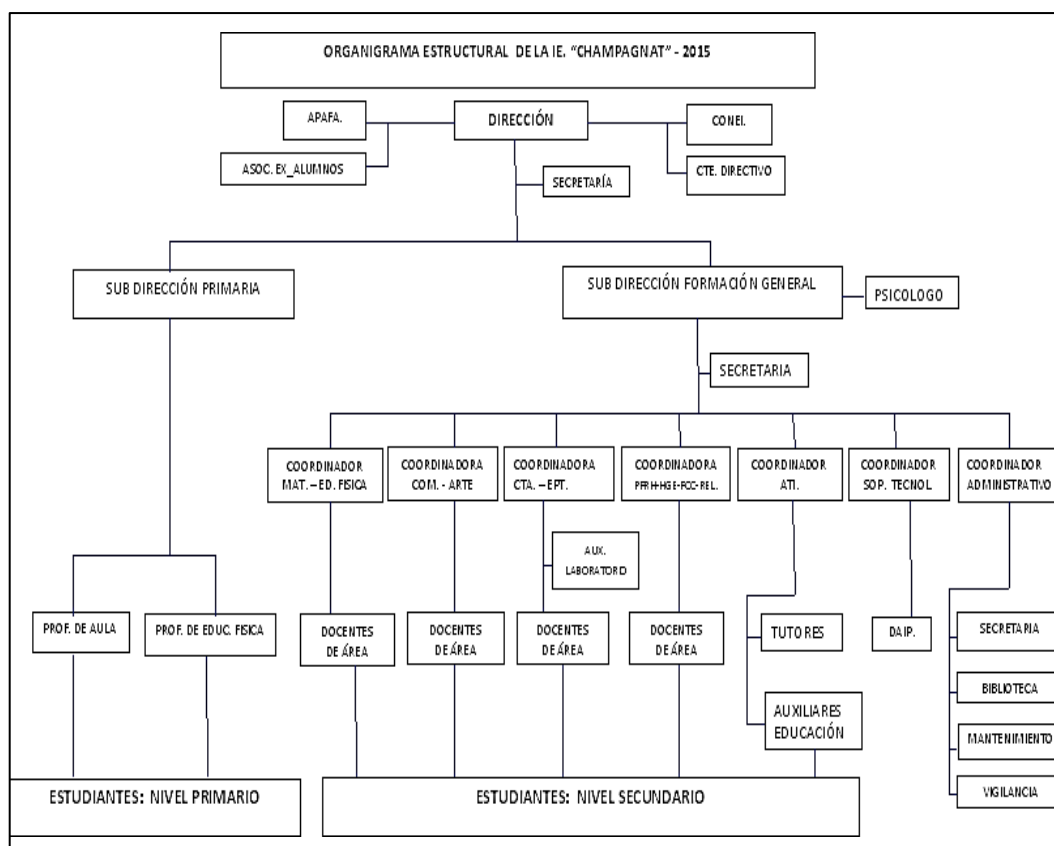 ORGANIGRAMA ESTRUCTURAL DE LA IE. “CHAMPAGNAT” - 2015
APAFA.
DIRECCIÓN
CONEI.
ASOC. EX_ALUMNOS
SECRETARÍA
CTE. DIRECTIVO
SUB DIRECCIÓN PRIMARIA
SUB DIRECCIÓN FORMACIÓN GENERAL
PSICOLOGO
SECRETARIA
COORDINADOR
MAT. – ED. FISICA
COORDINADORA
COM. - ARTE
COORDINADORA
CTA. – EPT.
COORDINADORA
PFRH-HGE-FCC-REL.
COORDINADOR
ATI.
COORDINADOR
SOP. TECNOL.
COORDINADOR
ADMINISTRATIVO
AUX.
LABORATORIO
PROF. DE AULA
PROF. DE EDUC. FISICA
DOCENTES
DE ÁREA
DOCENTES
DE ÁREA
DOCENTES
DE ÁREA
DOCENTES
DE ÁREA
TUTORES
DAIP.
SECRETARIA
BIBLIOTECA
AUXILIARES
EDUCACIÓN
MANTENIMIENTO
VIGILANCIA
ESTUDIANTES: NIVEL PRIMARIO
ESTUDIANTES: NIVEL SECUNDARIO